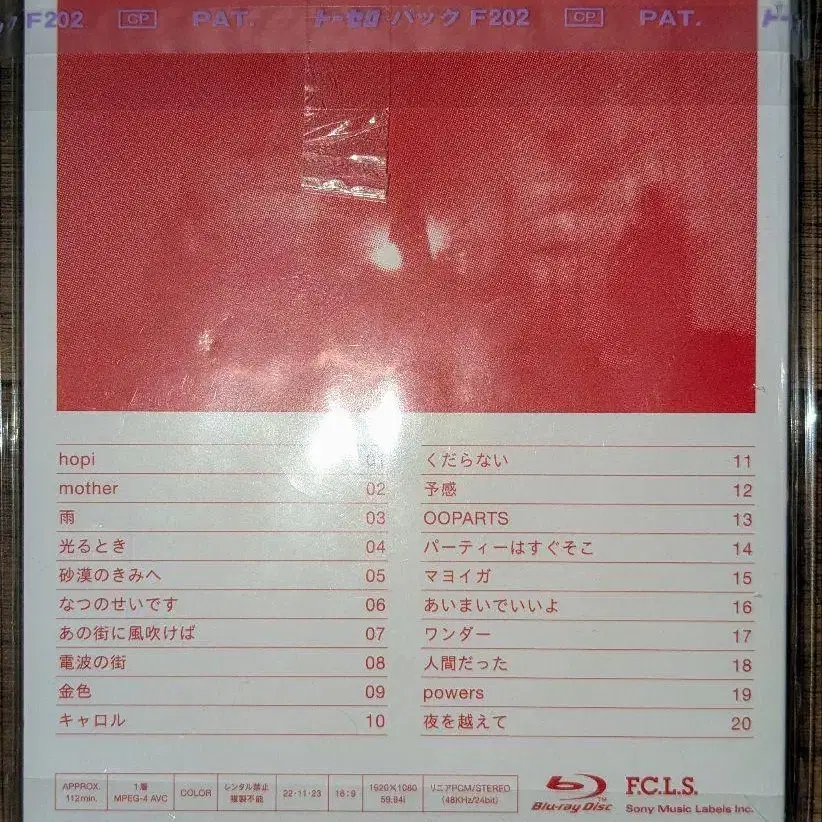 F202 CP PAT. トーセロ パック F202 CP PAT.
hopi 01
mother 02
雨 03
光るとき 04
砂漠のきみへ 05
なつのせいです 06
あの街に風吹けば 07
電波の街 08
金色 09
キャロル 10
くだらない 11
予感 12
OOPARTS 13
パーティーはすぐそこ 14
マヨイガ 15
あいまいでいいよ 16
ワンダー 17
人間だった 18
powers 19
夜を越えて 20
APPROX.
112min.
1層
MPEG-4 AVC
COLOR
レンタル禁止
複製不能
22・11・23
16:9
1920×1080
59.94i
リニアPCM/STEREO
(48KHz/24bit)
Blu-ray Disc™
F.C.L.S.
Sony Music Labels Inc.